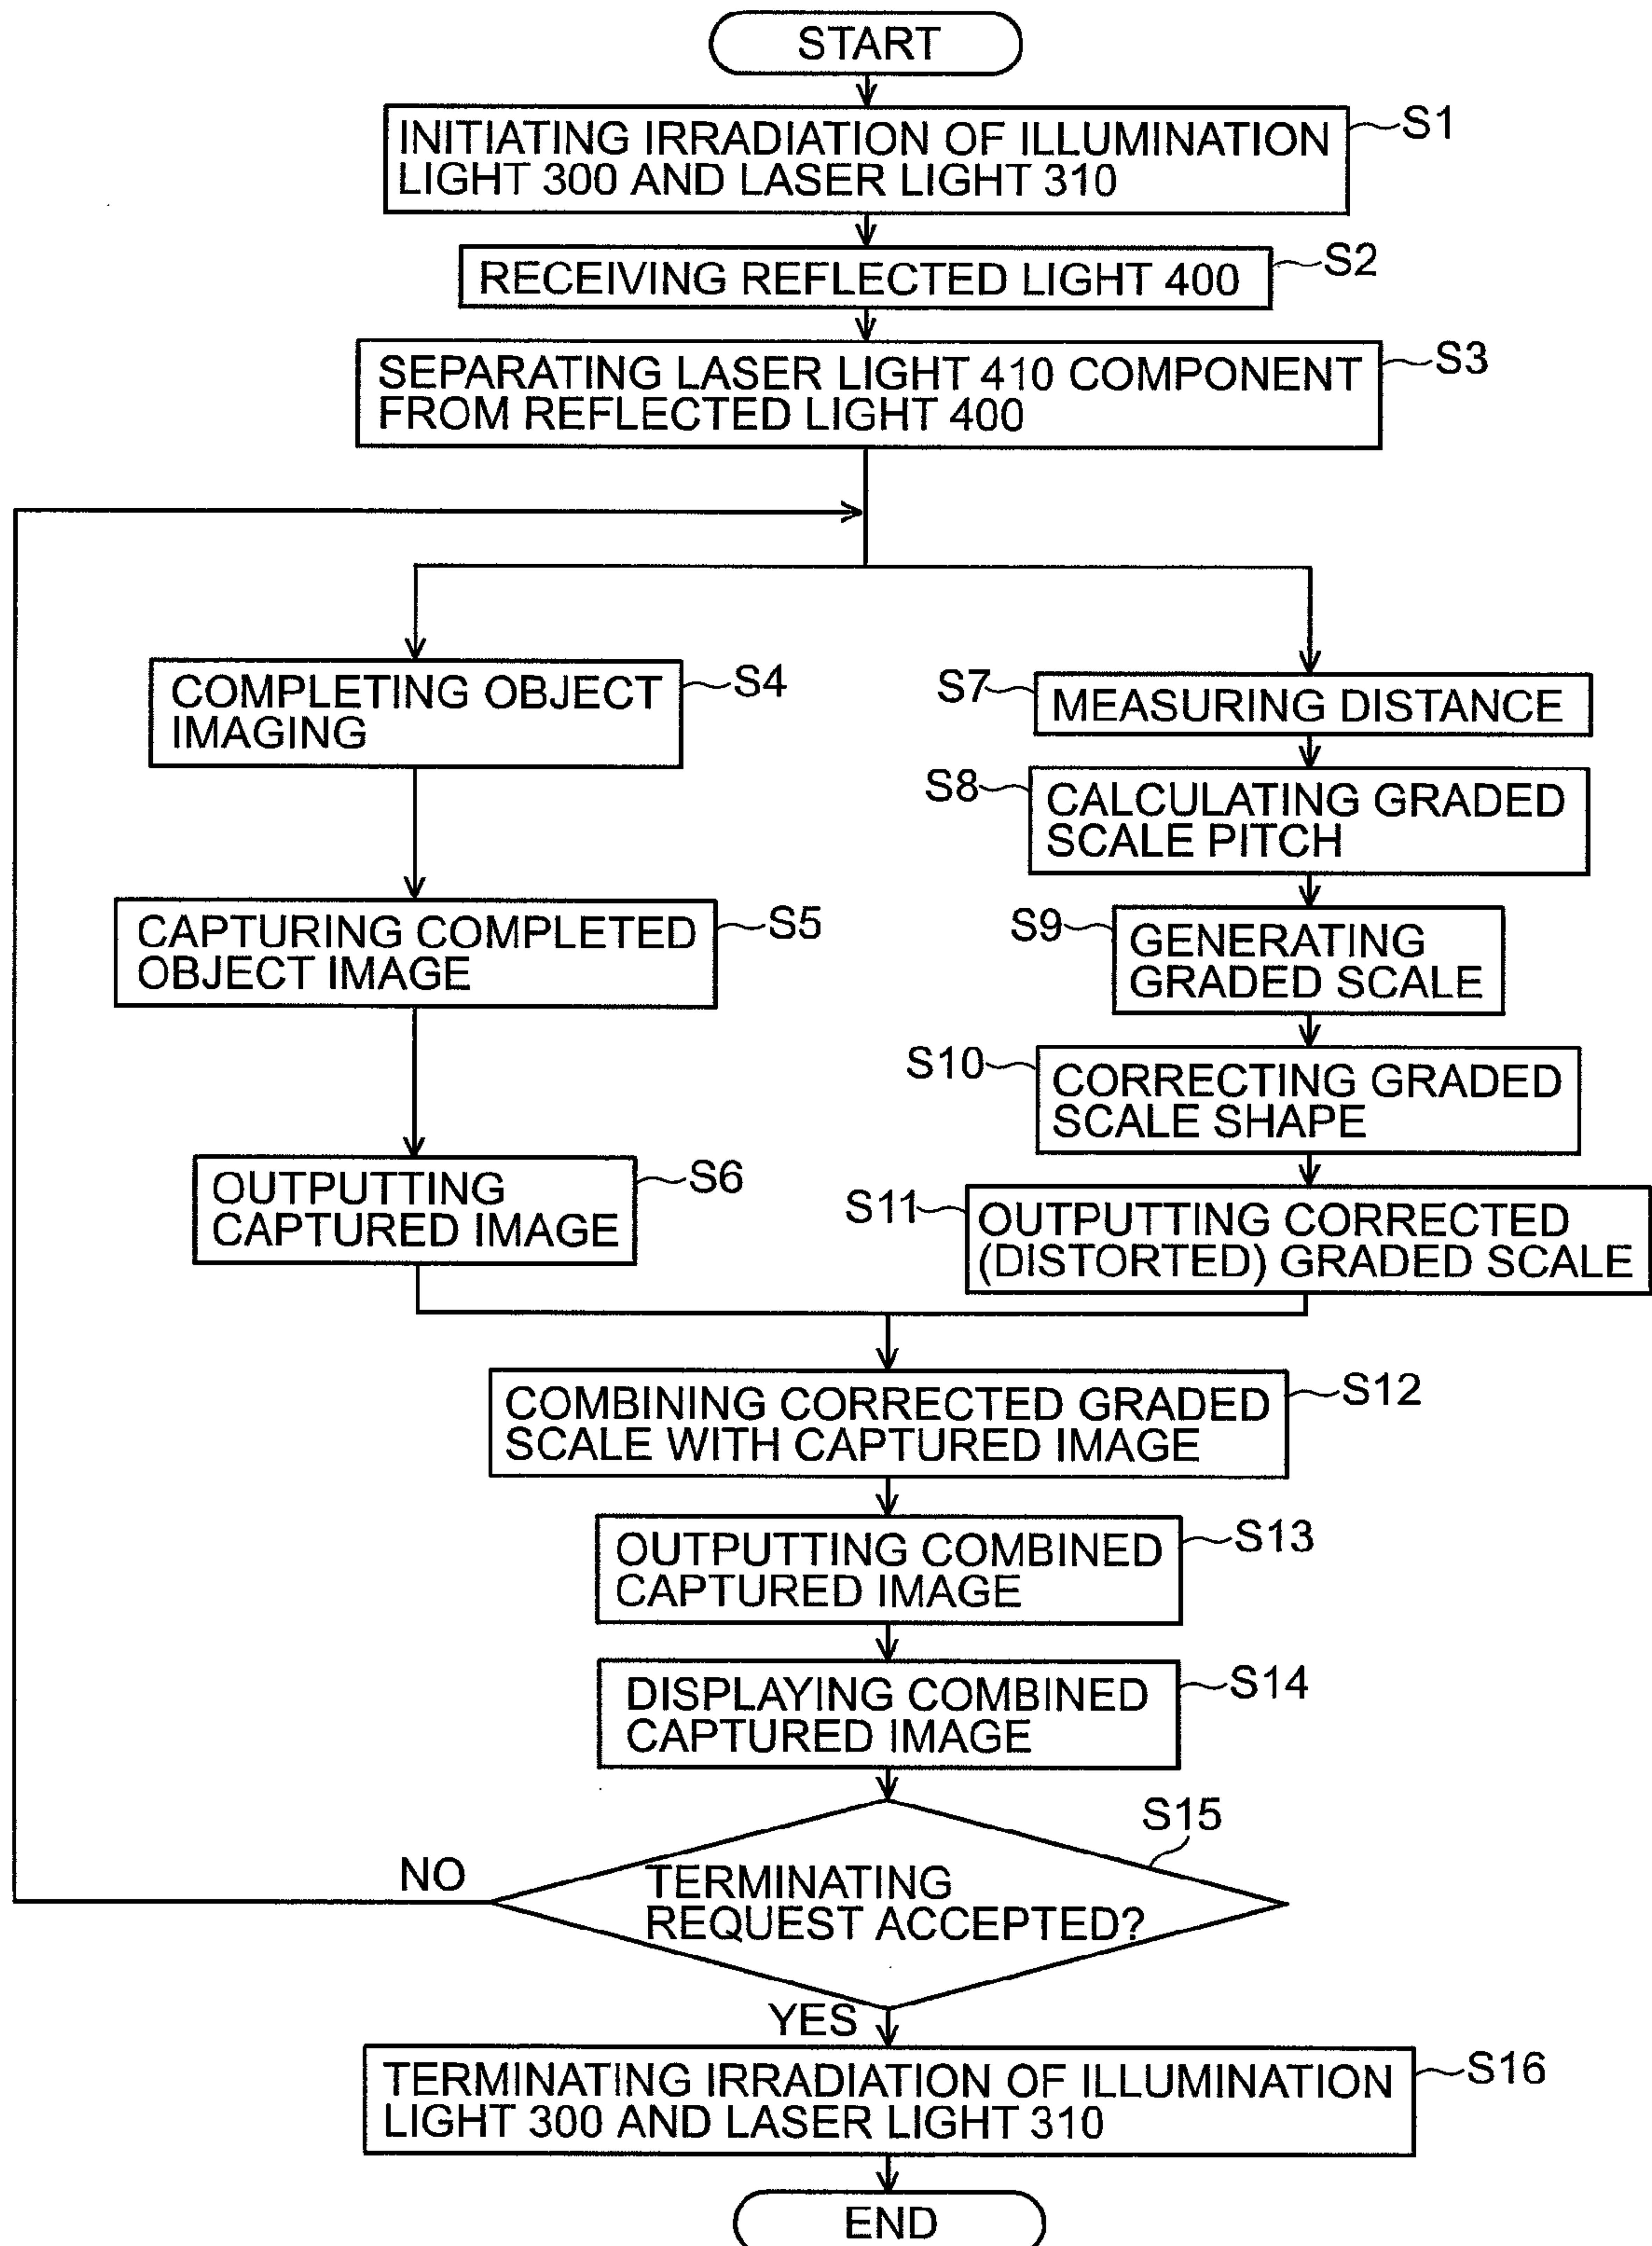 START
INITIATING IRRADIATION OF ILLUMINATION
LIGHT 300 AND LASER LIGHT 310
S1
RECEIVING REFLECTED LIGHT 400
S2
SEPARATING LASER LIGHT 410 COMPONENT
FROM REFLECTED LIGHT 400
S3
COMPLETING OBJECT
IMAGING
S4
CAPTURING COMPLETED
OBJECT IMAGE
S5
OUTPUTTING
CAPTURED IMAGE
S6
S7
MEASURING DISTANCE
S8
CALCULATING GRADED
SCALE PITCH
S9
GENERATING
GRADED SCALE
S10
CORRECTING GRADED
SCALE SHAPE
S11
OUTPUTTING CORRECTED
(DISTORTED) GRADED SCALE
COMBINING CORRECTED GRADED
SCALE WITH CAPTURED IMAGE
S12
OUTPUTTING COMBINED
CAPTURED IMAGE
S13
DISPLAYING COMBINED
CAPTURED IMAGE
S14
S15
NO
TERMINATING
REQUEST ACCEPTED?
YES
TERMINATING IRRADIATION OF ILLUMINATION
LIGHT 300 AND LASER LIGHT 310
S16
END